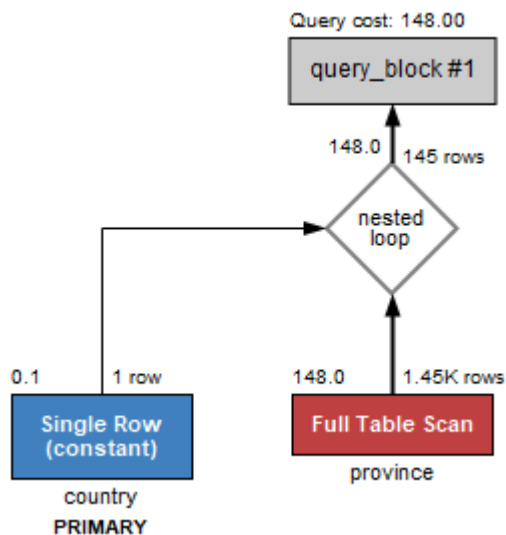 Query cost: 148.00
query_block #1
148.0 145 rows
nested
loop
0.1 1 row 148.0 1.45K rows
Single Row
(constant)
Full Table Scan
country
province
PRIMARY